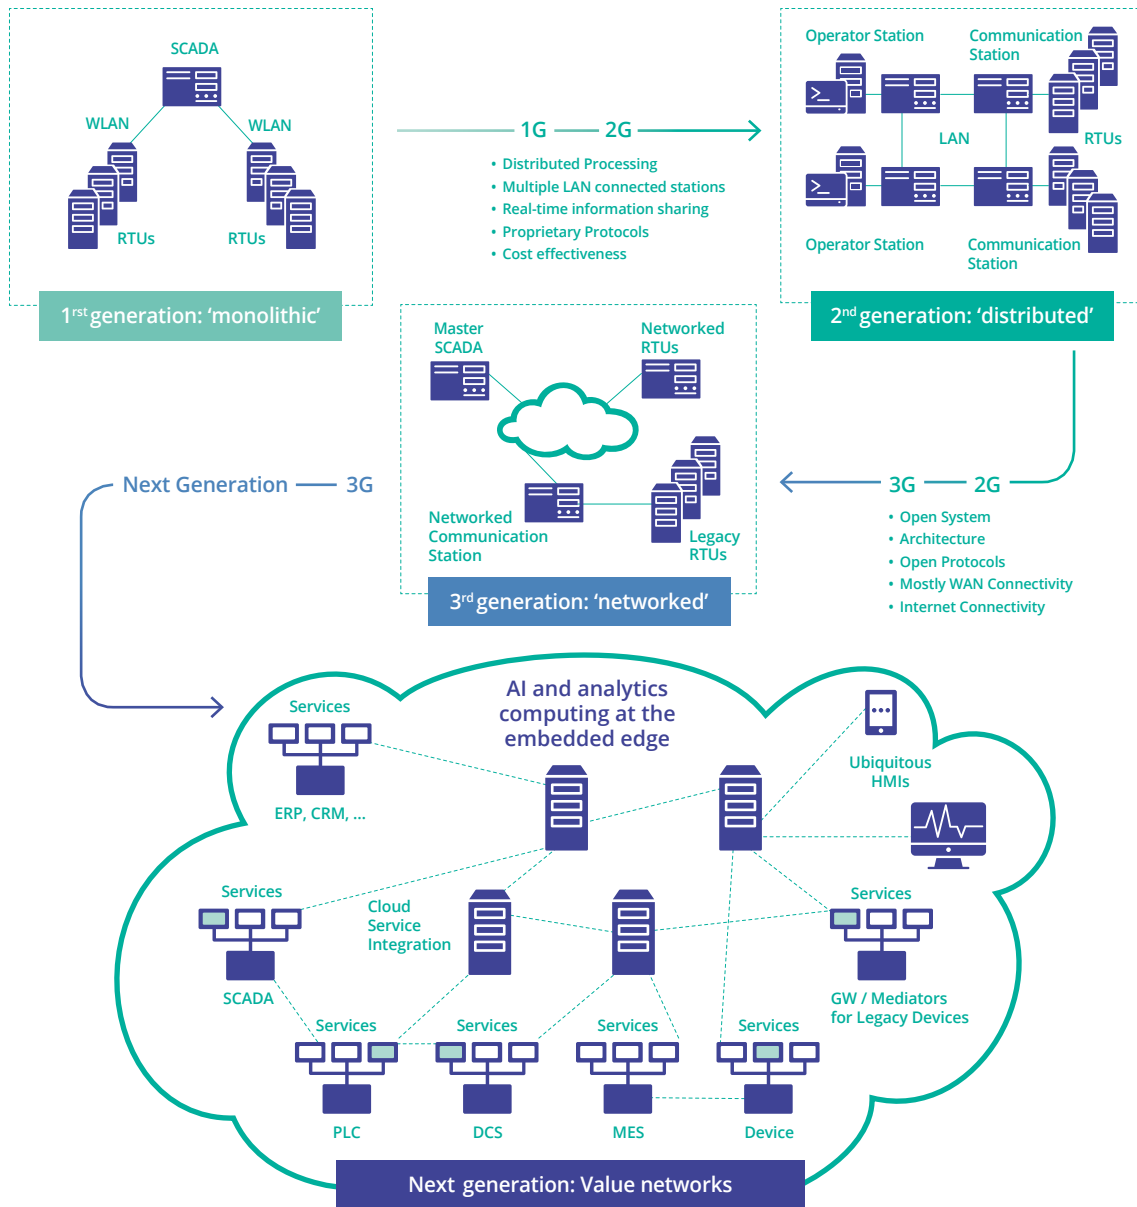 SCADA
WLAN
WLAN
RTUs
RTUs
1rst generation: ‘monolithic’
1G
2G
• Distributed Processing
• Multiple LAN connected stations
• Real-time information sharing
• Proprietary Protocols
• Cost effectiveness
Operator Station
Communication
Station
LAN
RTUs
Operator Station
Communication
Station
2nd generation: ‘distributed’
Master
SCADA
Networked
RTUs
Networked
Communication
Station
Legacy
RTUs
3rd generation: ‘networked’
3G
2G
• Open System
• Architecture
• Open Protocols
• Mostly WAN Connectivity
• Internet Connectivity
Next Generation
3G
AI and analytics
computing at the
embedded edge
Services
ERP, CRM, ...
Ubiquitous
HMIs
Services
SCADA
Cloud
Service
Integration
Services
GW / Mediators
for Legacy Devices
Services
PLC
Services
DCS
Services
MES
Services
Device
Next generation: Value networks